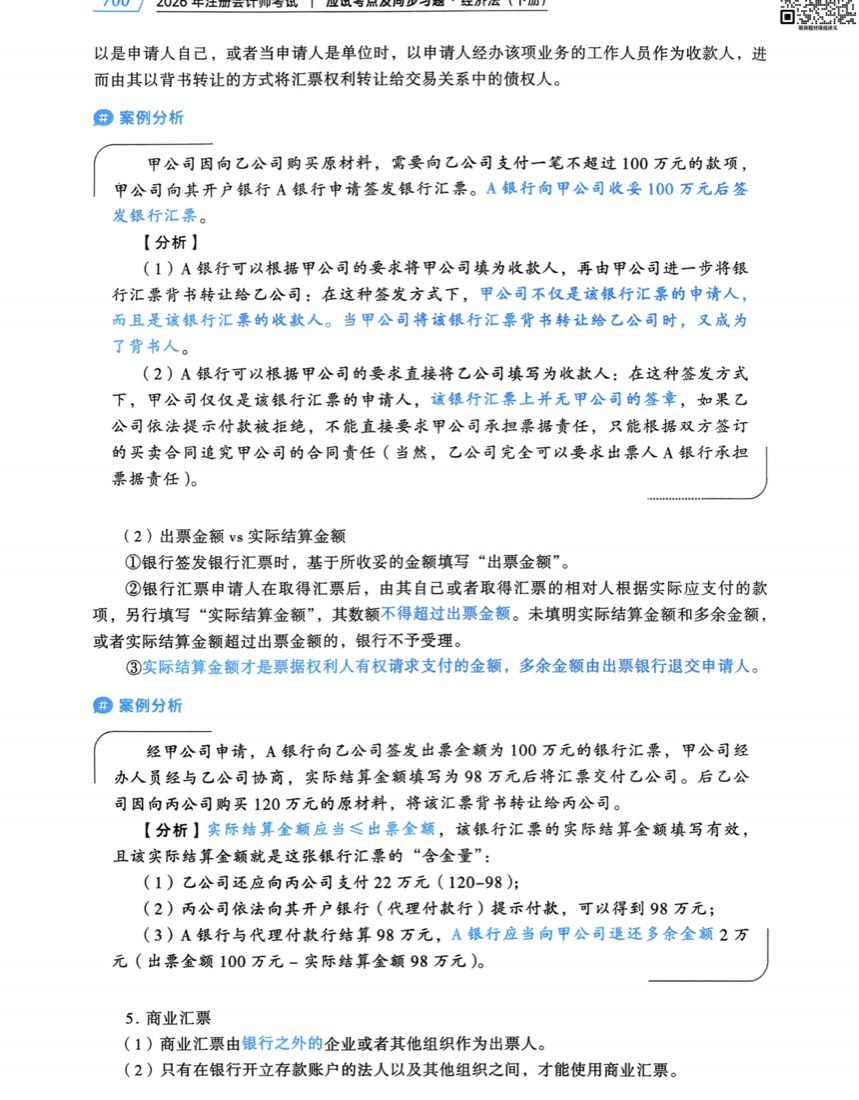 700 2026 年注册会计师考试 | 应试考点及同步习题·经济法（下册）
以是申请人自己，或者当申请人是单位时，以申请人经办该项业务的工作人员作为收款人，进
而由其以背书转让的方式将汇票权利转让给交易关系中的债权人。
# 案例分析
甲公司因向乙公司购买原材料，需要向乙公司支付一笔不超过 100 万元的款项，
甲公司向其开户银行 A 银行申请签发银行汇票。A 银行向甲公司收妥 100 万元后签
发银行汇票。
【分析】
（1）A 银行可以根据甲公司的要求将甲公司填为收款人，再由甲公司进一步将银
行汇票背书转让给乙公司：在这种签发方式下，甲公司不仅是该银行汇票的申请人，
而且是该银行汇票的收款人。当甲公司将该银行汇票背书转让给乙公司时，又成为
了背书人。
（2）A 银行可以根据甲公司的要求直接将乙公司填写为收款人：在这种签发方式
下，甲公司仅仅是该银行汇票的申请人，该银行汇票上并无甲公司的签章，如果乙
公司依法提示付款被拒绝，不能直接要求甲公司承担票据责任，只能根据双方签订
的买卖合同追究甲公司的合同责任（当然，乙公司完全可以要求出票人 A 银行承担
票据责任）。
（2）出票金额 vs 实际结算金额
①银行签发银行汇票时，基于所收妥的金额填写“出票金额”。
②银行汇票申请人在取得汇票后，由其自己或者取得汇票的相对人根据实际应支付的款
项，另行填写“实际结算金额”，其数额不得超过出票金额。未填明实际结算金额和多余金额，
或者实际结算金额超过出票金额的，银行不予受理。
③实际结算金额才是票据权利人有权请求支付的金额，多余金额由出票银行退交申请人。
# 案例分析
经甲公司申请，A 银行向乙公司签发出票金额为 100 万元的银行汇票，甲公司经
办人员经与乙公司协商，实际结算金额填写为 98 万元后将汇票交付乙公司。后乙公
司因向丙公司购买 120 万元的原材料，将该汇票背书转让给丙公司。
【分析】实际结算金额应当≤出票金额，该银行汇票的实际结算金额填写有效，
且该实际结算金额就是这张银行汇票的“含金量”：
（1）乙公司还应向丙公司支付 22 万元（120-98）；
（2）丙公司依法向其开户银行（代理付款行）提示付款，可以得到 98 万元；
（3）A 银行与代理付款行结算 98 万元，A 银行应当向甲公司退还多余金额 2 万
元（出票金额 100 万元 - 实际结算金额 98 万元）。
5. 商业汇票
（1）商业汇票由银行之外的企业或者其他组织作为出票人。
（2）只有在银行开立存款账户的法人以及其他组织之间，才能使用商业汇票。